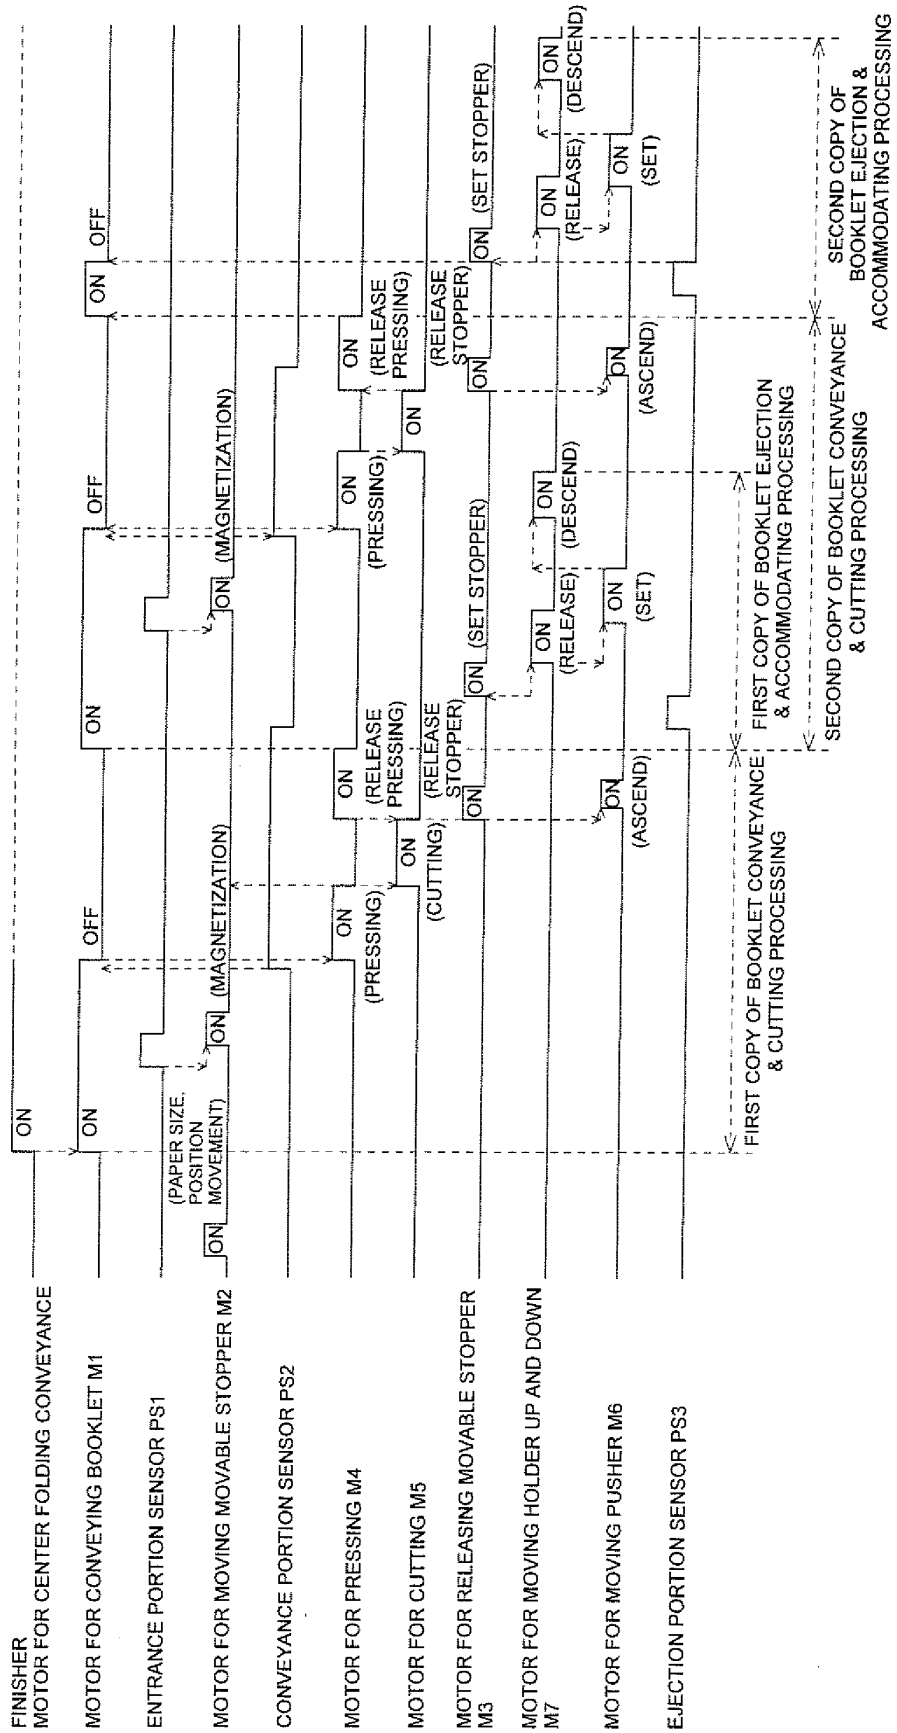 FINISHER
MOTOR FOR CENTER FOLDING CONVEYANCE
ON
MOTOR FOR CONVEYING BOOKLET M1
ON
OFF
ON
OFF
ON
OFF
ENTRANCE PORTION SENSOR PS1
(PAPER SIZE,
POSITION
MOVEMENT)
MOTOR FOR MOVING MOVABLE STOPPER M2
ON
ON
(MAGNETIZATION)
ON
(MAGNETIZATION)
CONVEYANCE PORTION SENSOR PS2
MOTOR FOR PRESSING M4
ON
(PRESSING)
ON
(RELEASE
PRESSING)
ON
(PRESSING)
ON
(RELEASE
PRESSING)
MOTOR FOR CUTTING M5
ON
(CUTTING)
ON
MOTOR FOR RELEASING MOVABLE STOPPER
M3
(RELEASE
STOPPER)
ON
ON
(SET STOPPER)
(RELEASE
STOPPER)
ON
ON
(SET STOPPER)
MOTOR FOR MOVING HOLDER UP AND DOWN
M7
ON
(RELEASE)
ON
(DESCEND)
ON
(RELEASE)
ON
(DESCEND)
MOTOR FOR MOVING PUSHER M6
ON
(ASCEND)
ON
(SET)
ON
(ASCEND)
ON
(SET)
EJECTION PORTION SENSOR PS3
FIRST COPY OF BOOKLET CONVEYANCE
& CUTTING PROCESSING
FIRST COPY OF BOOKLET EJECTION
& ACCOMMODATING PROCESSING
SECOND COPY OF BOOKLET CONVEYANCE
& CUTTING PROCESSING
SECOND COPY OF
BOOKLET EJECTION &
ACCOMMODATING PROCESSING